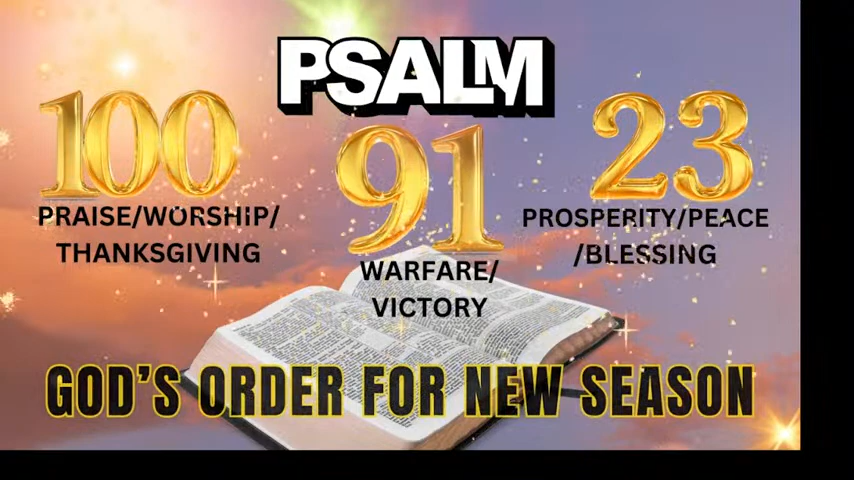 PSALM
100
PRAISE/WORSHIP/
THANKSGIVING
91
WARFARE/
VICTORY
23
PROSPERITY/PEACE
/BLESSING
GOD'S ORDER FOR NEW SEASON